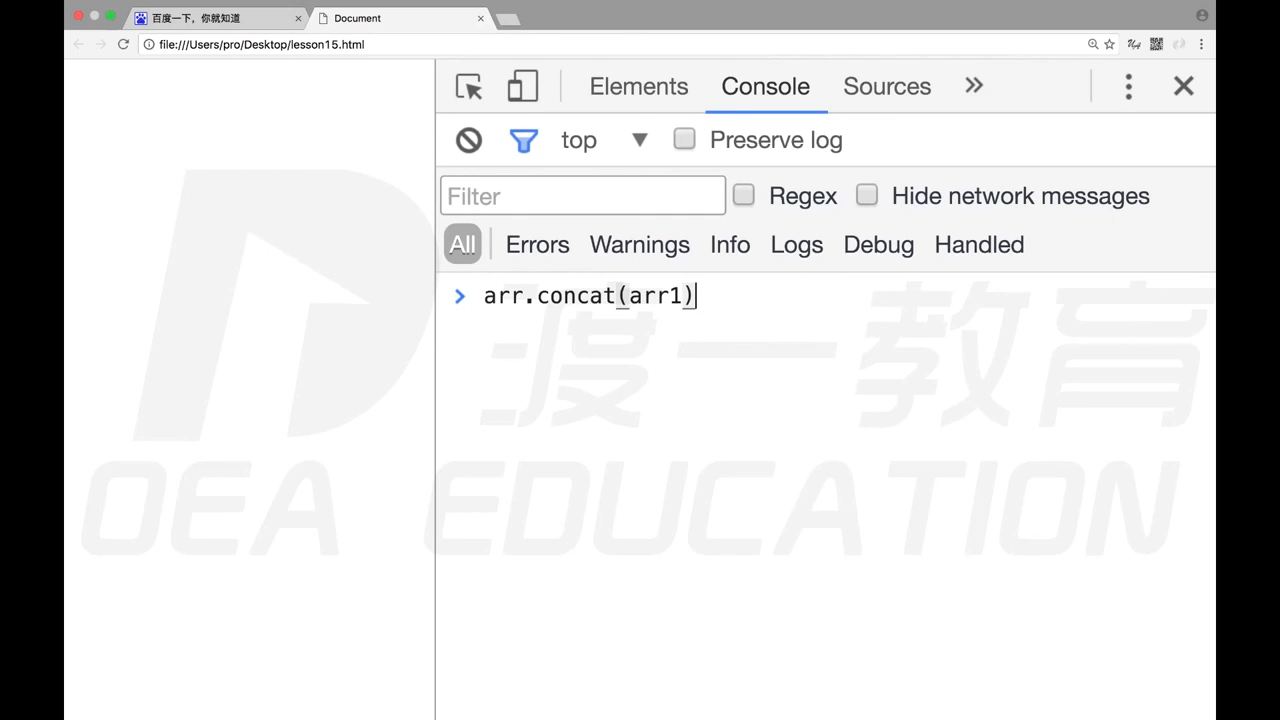 百度一下，你就知道
Document
file:///Users/pro/Desktop/lesson15.html
Elements
Console
Sources
top
Preserve log
Filter
Regex
Hide network messages
All
Errors
Warnings
Info
Logs
Debug
Handled
> arr.concat(arr1)
渡一教育
OEA EDUCATION